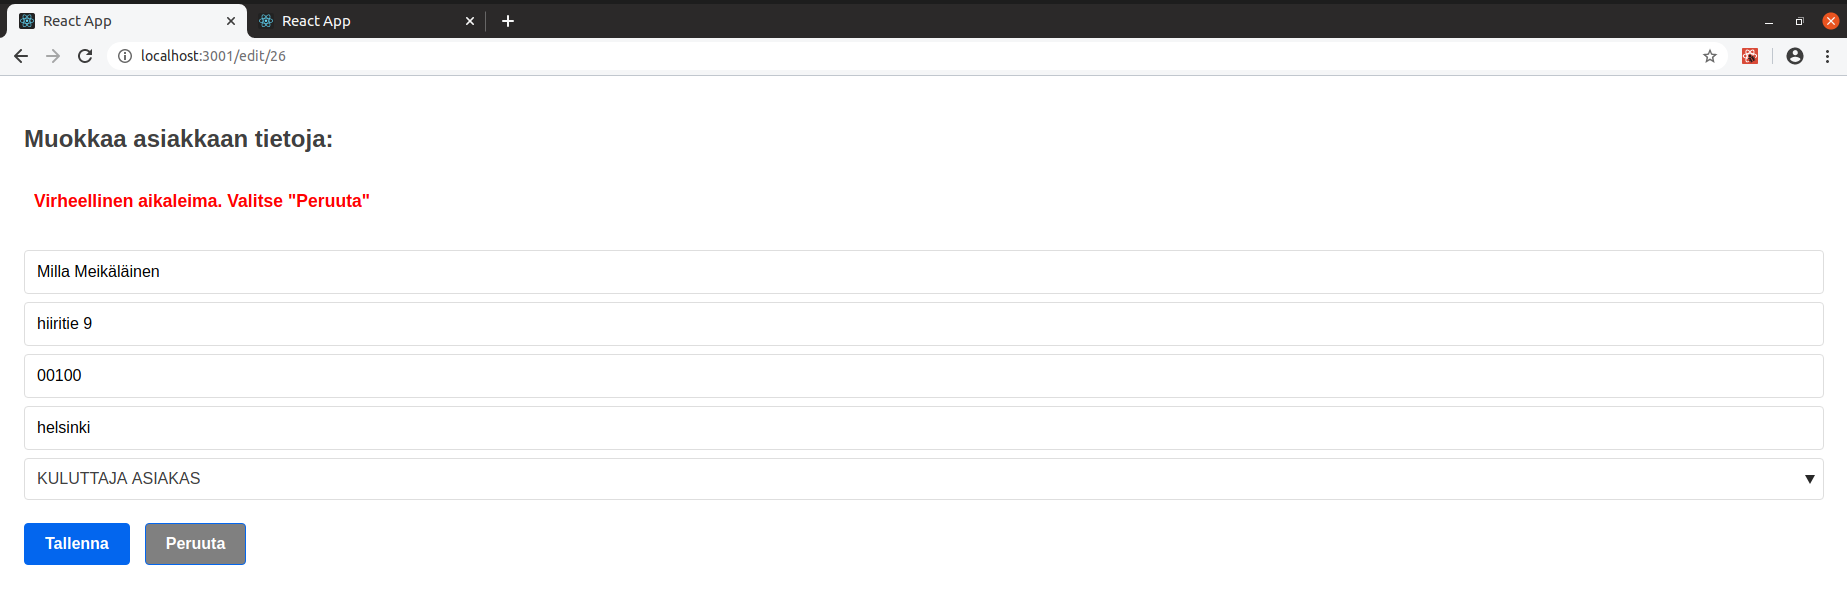 React App
React App
localhost:3001/edit/26
Muokkaa asiakkaan tietoja:
Virheellinen aikaleima. Valitse "Peruuta"
Milla Meikäläinen
hiiritie 9
00100
helsinki
KULUTTAJA ASIAKAS
Tallenna
Peruuta